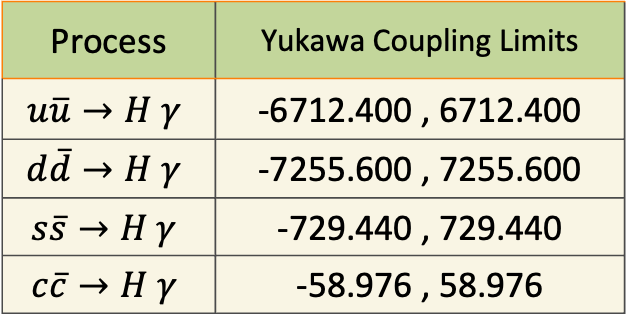 Process Yukawa Coupling Limits
uū → H γ -6712.400 , 6712.400
dd̄ → H γ -7255.600 , 7255.600
ss̄ → H γ -729.440 , 729.440
cc̄ → H γ -58.976 , 58.976